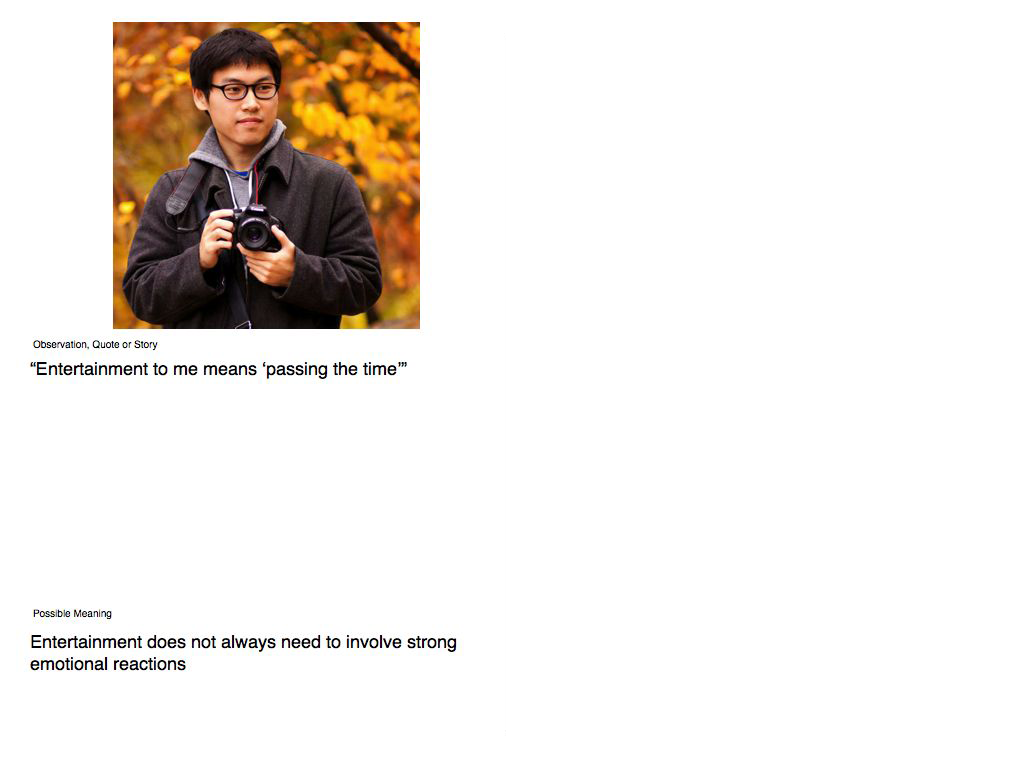 Observation, Quote or Story
“Entertainment to me means ‘passing the time’”
Possible Meaning
Entertainment does not always need to involve strong
emotional reactions